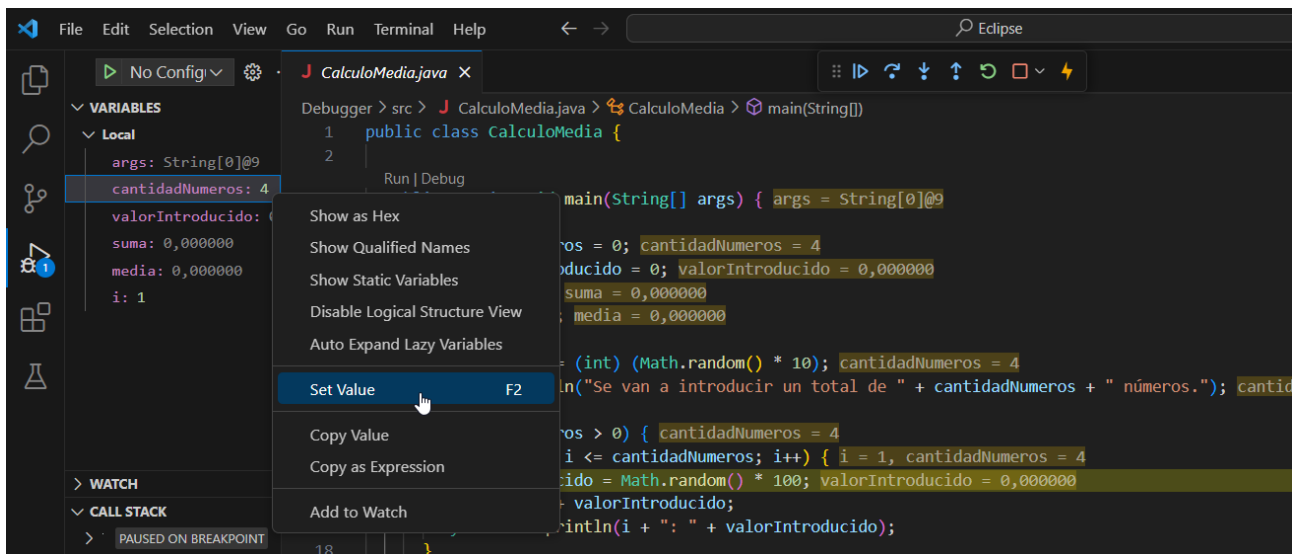 File Edit Selection View Go Run Terminal Help Eclipse
No Config CalculoMedia.java
VARIABLES
Local
args: String[0]@9
cantidadNumeros: 4
valorIntroducido:
suma: 0,000000
media: 0,000000
i: 1
1
WATCH
CALL STACK
PAUSED ON BREAKPOINT
Show as Hex
Show Qualified Names
Show Static Variables
Disable Logical Structure View
Auto Expand Lazy Variables
Set Value F2
Copy Value
Copy as Expression
Add to Watch
Debugger > src > J CalculoMedia.java > CalculoMedia > main(String[])
1 public class CalculoMedia {
2
Run | Debug
main(String[] args) { args = String[0]@9
os = 0; cantidadNumeros = 4
ducido = 0; valorIntroducido = 0,000000
suma = 0,000000
; media = 0,000000
= (int) (Math.random() * 10); cantidadNumeros = 4
ln("Se van a introducir un total de " + cantidadNumeros + " números."); cantid
ros > 0) { cantidadNumeros = 4
i <= cantidadNumeros; i++) { i = 1, cantidadNumeros = 4
cido = Math.random() * 100; valorIntroducido = 0,000000
+ valorIntroducido;
rintln(i + ": " + valorIntroducido);
18 }